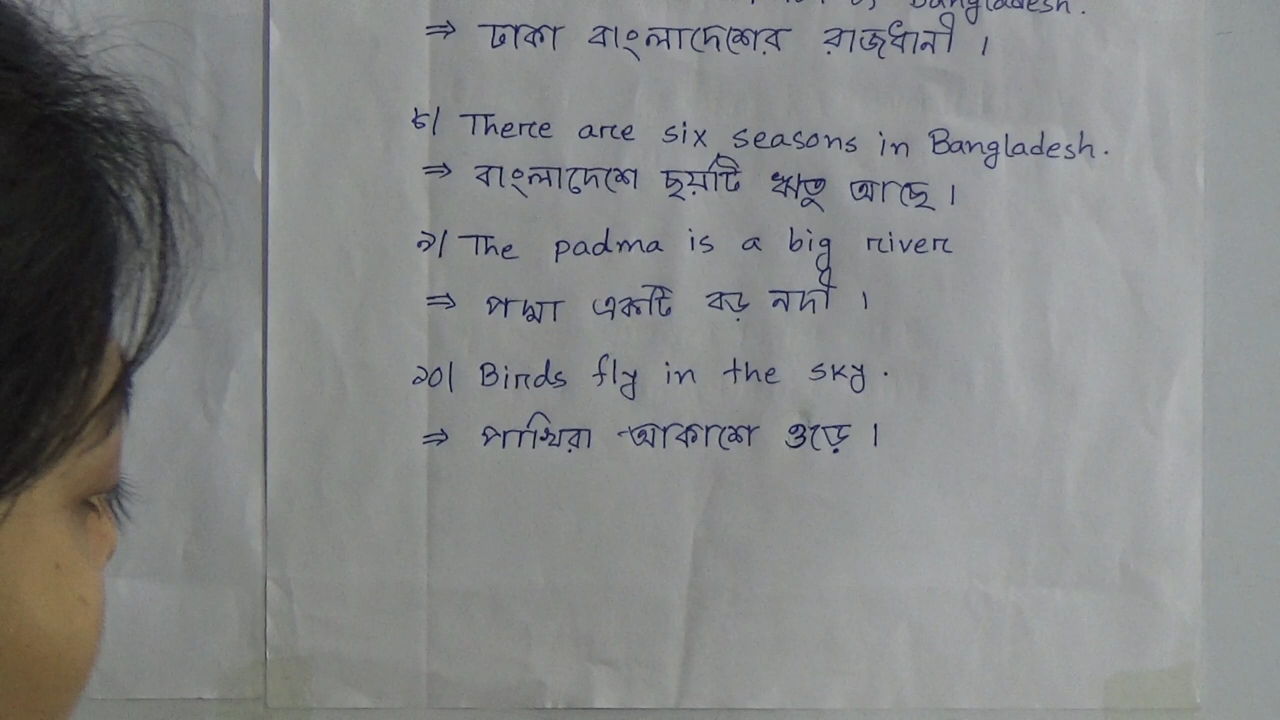 Bangladesh.
⇒ ঢাকা বাংলাদেশের রাজধানী ।
৮। There are six seasons in Bangladesh.
⇒ বাংলাদেশে ছয়টি ঋতু আছে ।
৯। The padma is a big river
⇒ পদ্মা একটি বড় নদী ।
১০। Birds fly in the sky.
⇒ পাখিরা আকাশে ওড়ে ।